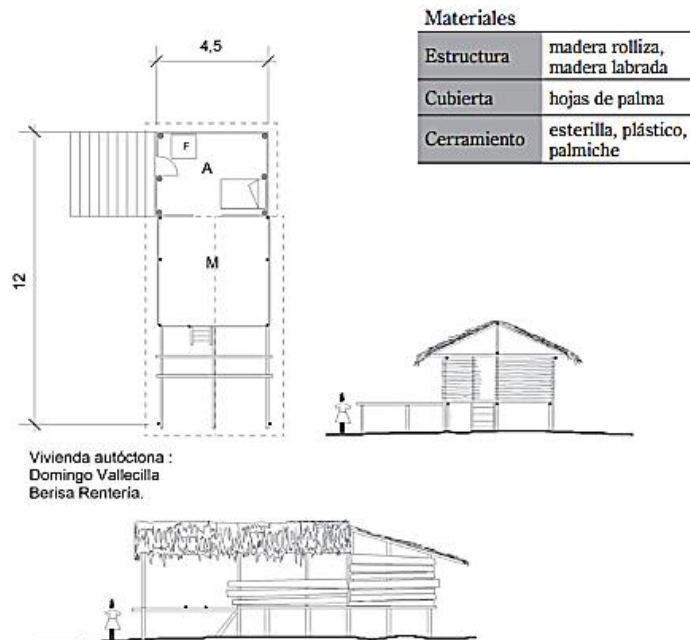 Materiales
Estructura
madera rolliza,
madera labrada
Cubierta
hojas de palma
Cerramiento
esterilla, plástico,
palmiche
4,5
F
A
M
12
Vivienda autóctona :
Domingo Vallecilla
Berisa Rentería.